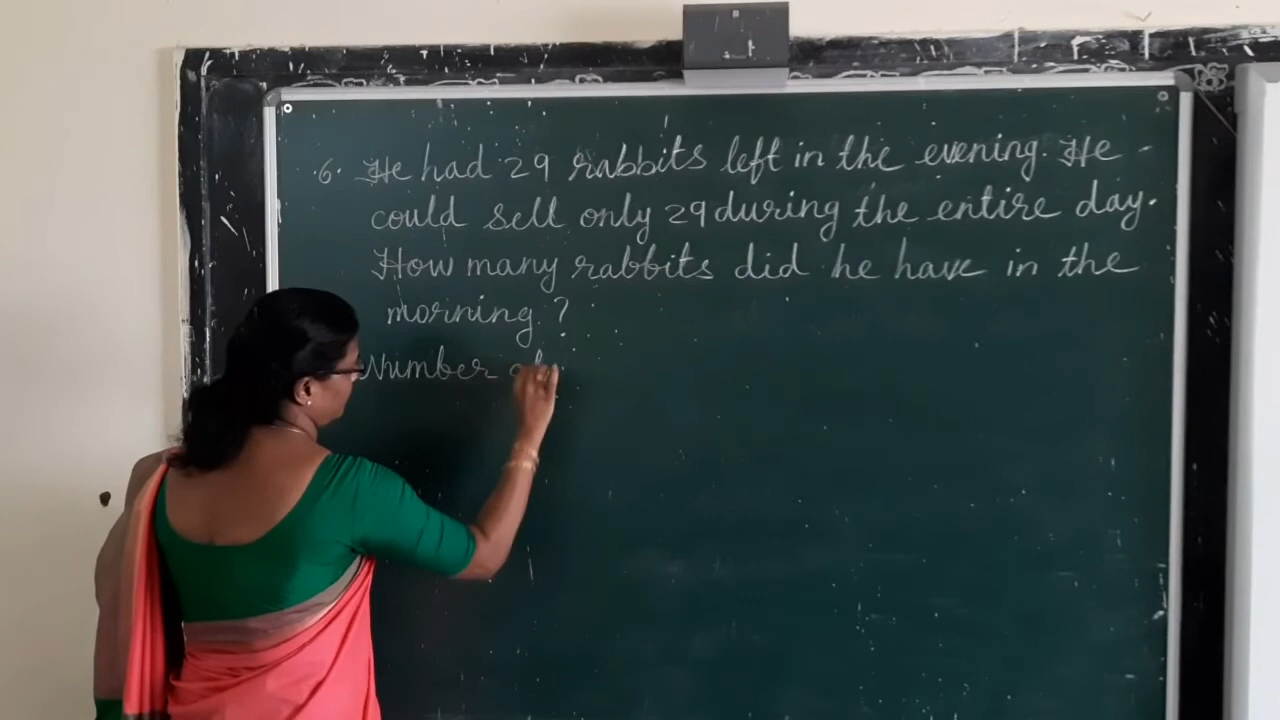 6. He had 29 rabbits left in the evening. He
could sell only 29 during the entire day.
How many rabbits did he have in the
morning ?
Number of